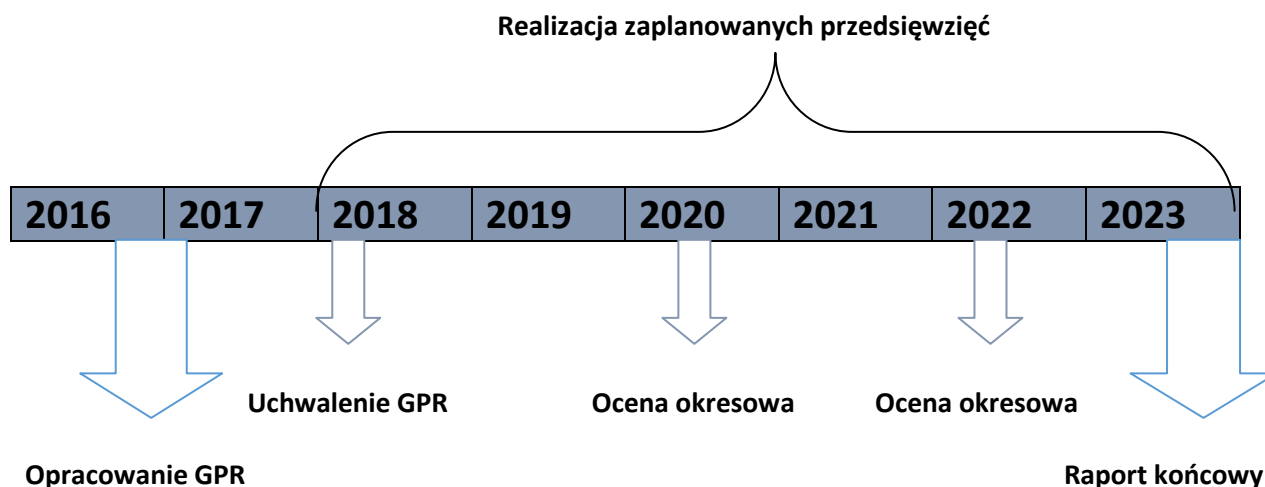 Realizacja zaplanowanych przedsięwzięć
2016 2017 2018 2019 2020 2021 2022 2023
Uchwalenie GPR Ocena okresowa Ocena okresowa
Opracowanie GPR Raport końcowy